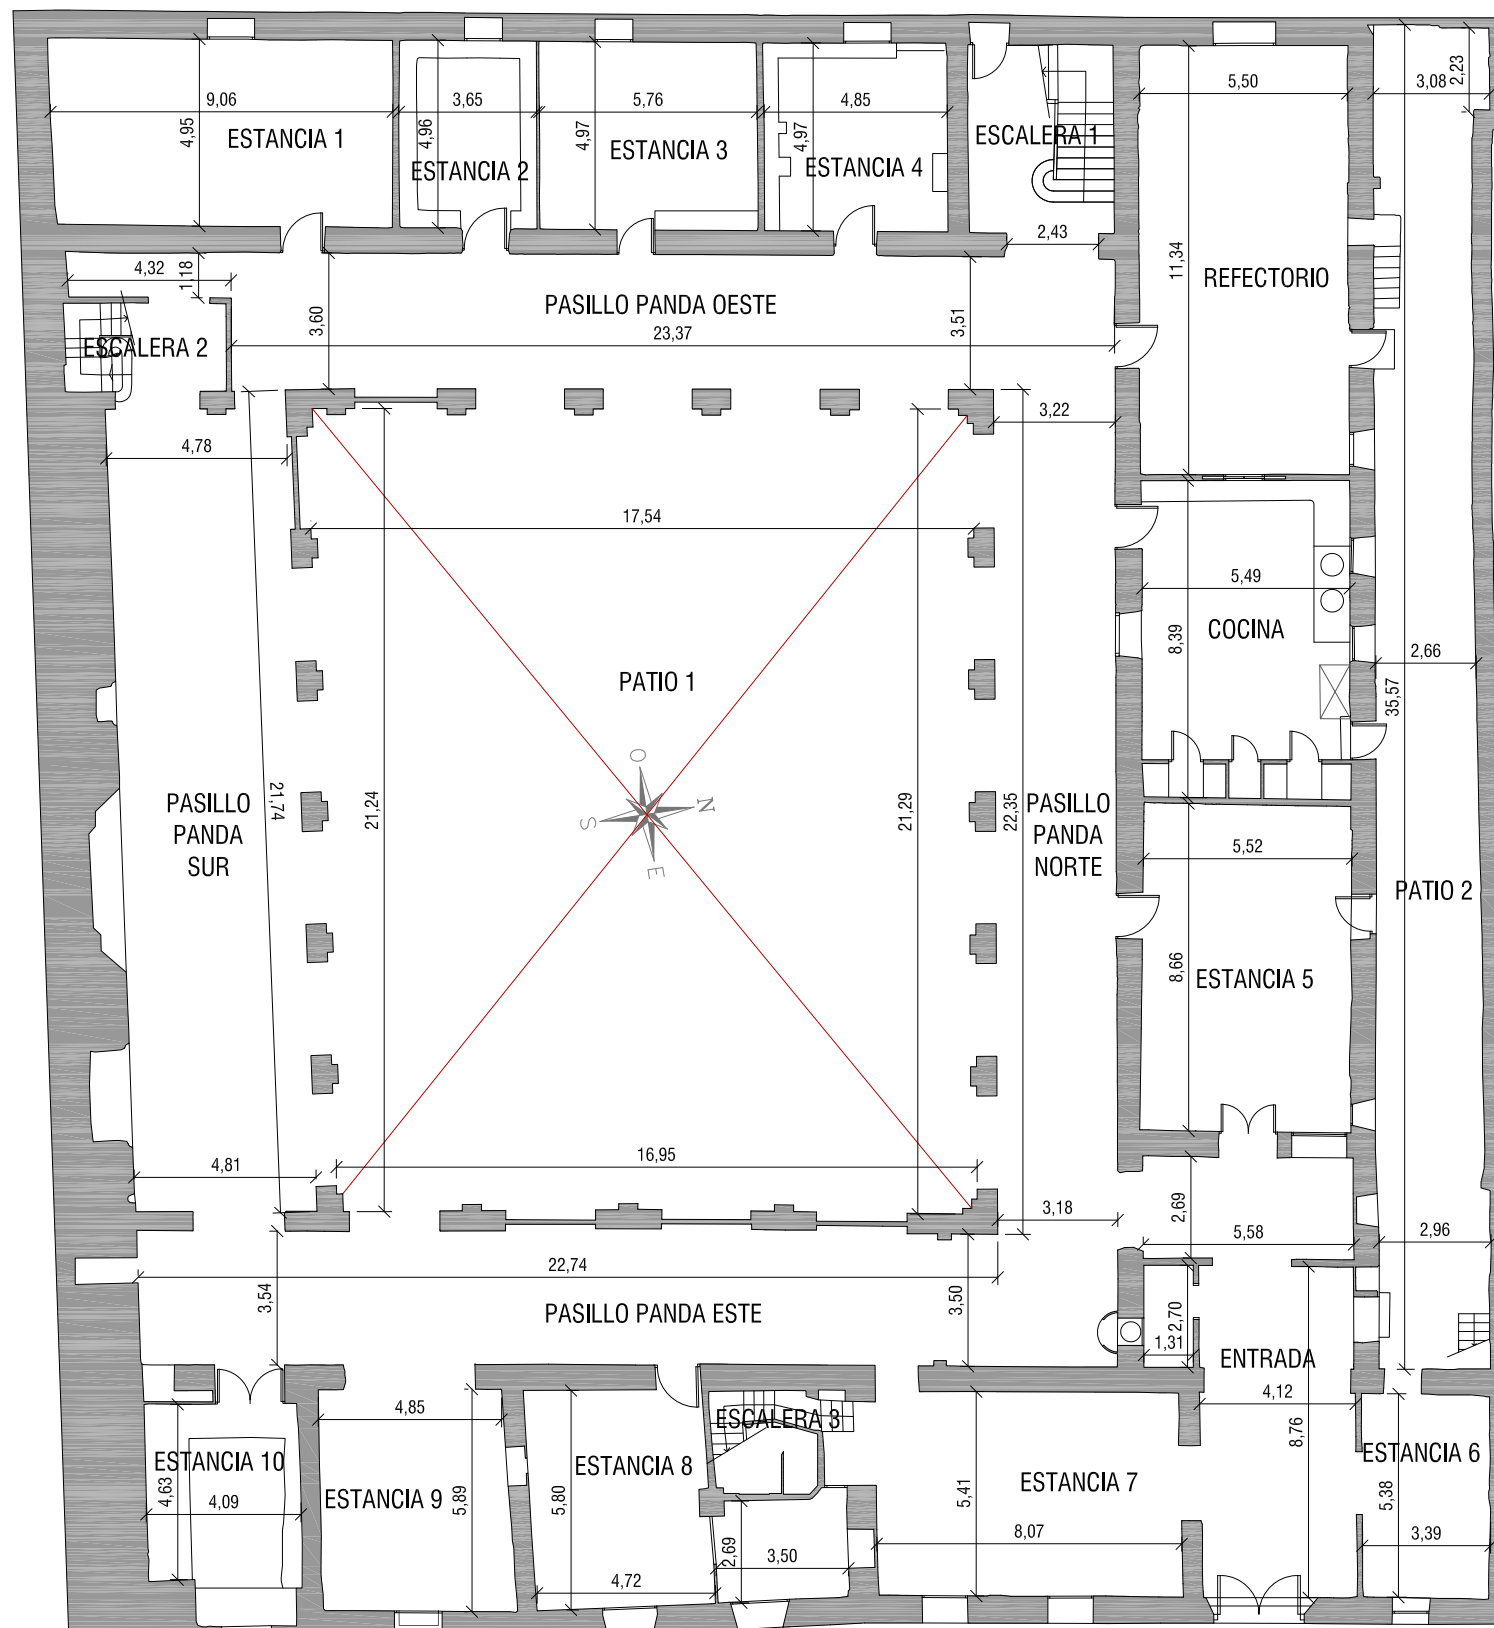 9,06
4,95
ESTANCIA 1
3,65
4,96
ESTANCIA 2
5,76
4,97
ESTANCIA 3
4,85
4,97
ESTANCIA 4
ESCALERA 1
2,43
5,50
11,34
REFECTORIO
3,08
2,23
4,32
1,18
ESCALERA 2
3,60
PASILLO PANDA OESTE
23,37
3,51
3,22
4,78
17,54
5,49
8,39
COCINA
2,66
35,57
PATIO 1
PASILLO
PANDA
SUR
21,74
21,24
O
N
S
E
21,29
22,35
PASILLO
PANDA
NORTE
5,52
8,66
ESTANCIA 5
PATIO 2
4,81
16,95
3,18
2,69
5,58
2,96
22,74
3,54
PASILLO PANDA ESTE
3,50
2,70
1,31
ENTRADA
4,12
8,76
ESTANCIA 10
4,63
4,09
4,85
ESTANCIA 9
5,89
ESTANCIA 8
5,80
4,72
ESCALERA 3
2,69
3,50
5,41
ESTANCIA 7
8,07
ESTANCIA 6
5,38
3,39